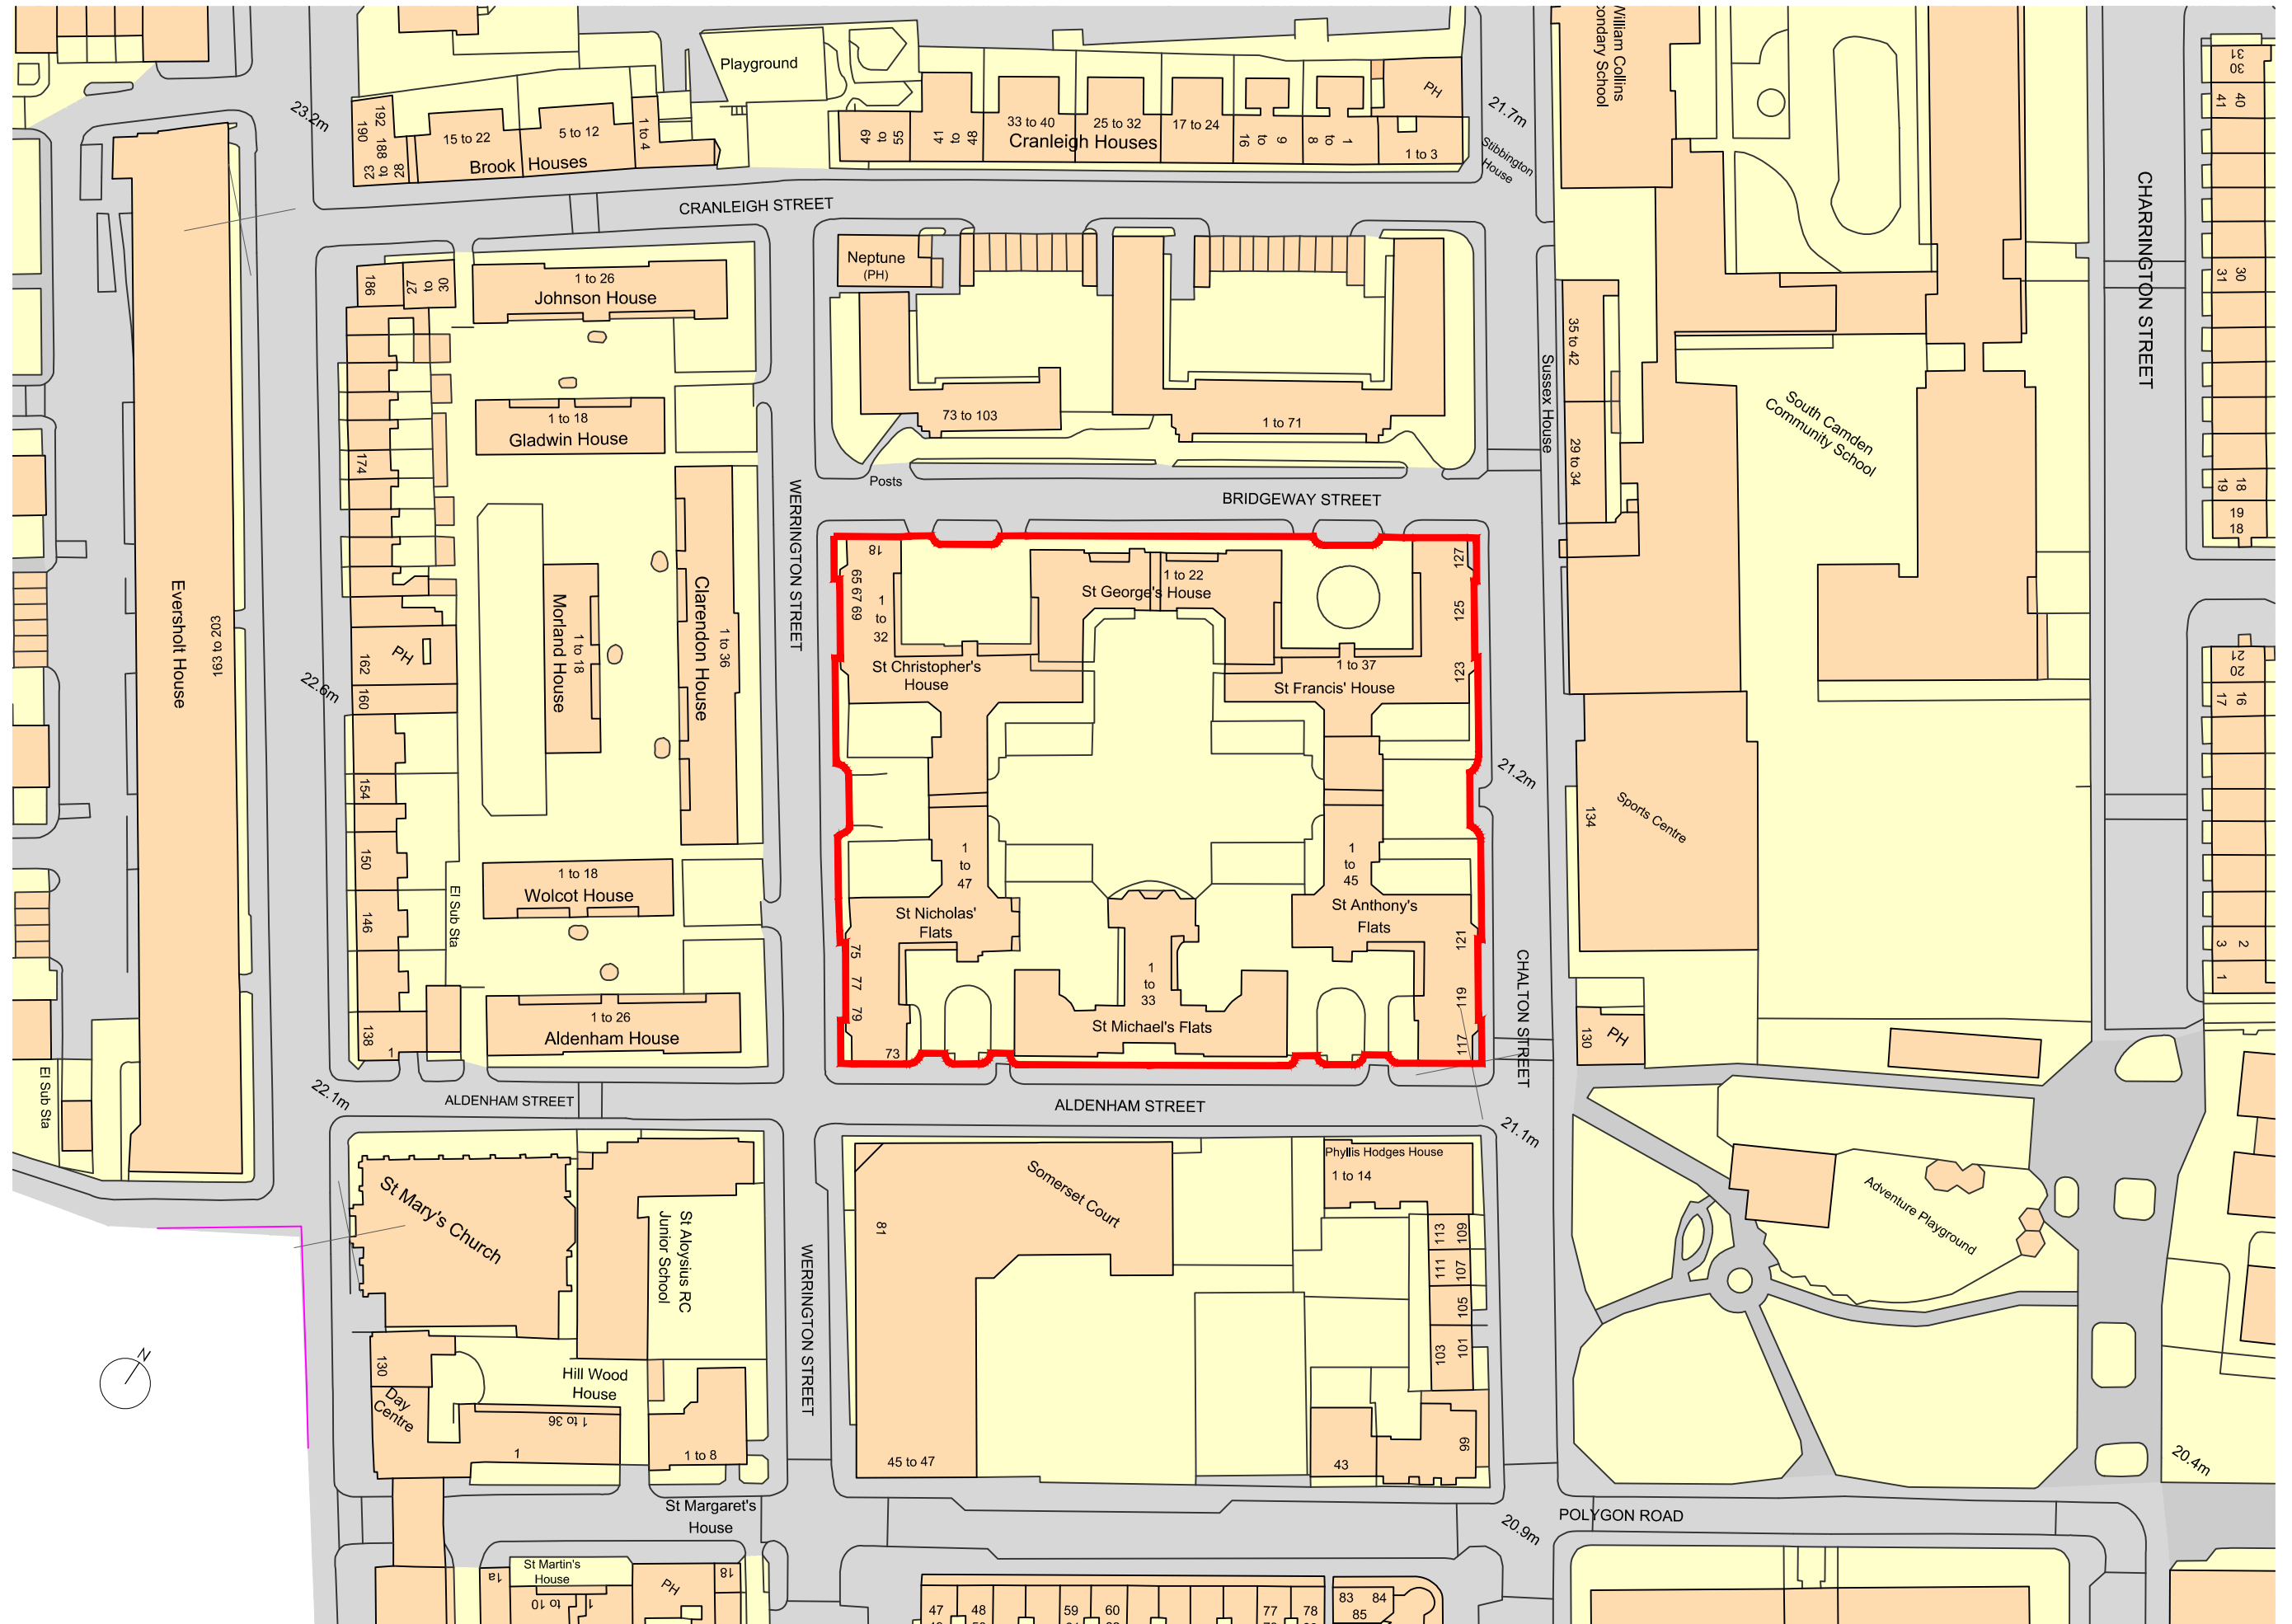 Playground
William Collins
condary School
PH
21.7m
Stibbington
House
23.2m
192
190
188 to
28
to
23
15 to 22
5 to 12
1 to 4
Brook Houses
49
to
55
41
to
48
33 to 40
25 to 32
17 to 24
16
to
9
8
to
1
1 to 3
Cranleigh Houses
31
30
41
40
CRANLEIGH STREET
CHARRINGTON STREET
186
27
to
30
1 to 26
Johnson House
Neptune
(PH)
31
30
35 to 42
Sussex House
1 to 18
Gladwin House
73 to 103
1 to 71
29 to 34
South Camden
Community School
174
19
18
19
18
Posts
BRIDGEWAY STREET
WERRINGTON STREET
Eversholt House
163 to 203
Morland House
1 to 18
Clarendon House
1 to 36
162
PH
160
22.6m
154
150
146
138
1
El Sub Sta
18
65 67 69
1
to
32
St George's House
1 to 22
127
125
123
St Christopher's
House
1 to 37
St Francis' House
21
20
17
16
21.2m
134
Sports Centre
1 to 18
Wolcot House
1
to
47
1
to
45
St Nicholas'
Flats
St Anthony's
Flats
75
77
79
73
1
to
33
St Michael's Flats
121
119
117
3
2
1
1 to 26
Aldenham House
CHALTON STREET
130
PH
El Sub Sta
22.1m
ALDENHAM STREET
ALDENHAM STREET
21.1m
St Mary's Church
St Aloysius RC
Junior School
81
Somerset Court
Phyllis Hodges House
1 to 14
113
109
111
107
105
103
101
Adventure Playground
WERRINGTON STREET
N
130
Day
Centre
Hill Wood
House
1 to 36
1
1 to 8
45 to 47
43
99
20.4m
St Margaret's
House
20.9m
POLYGON ROAD
St Martin's
House
1a
1 to 10
PH
18
47
48
59
60
77
78
83
84
85